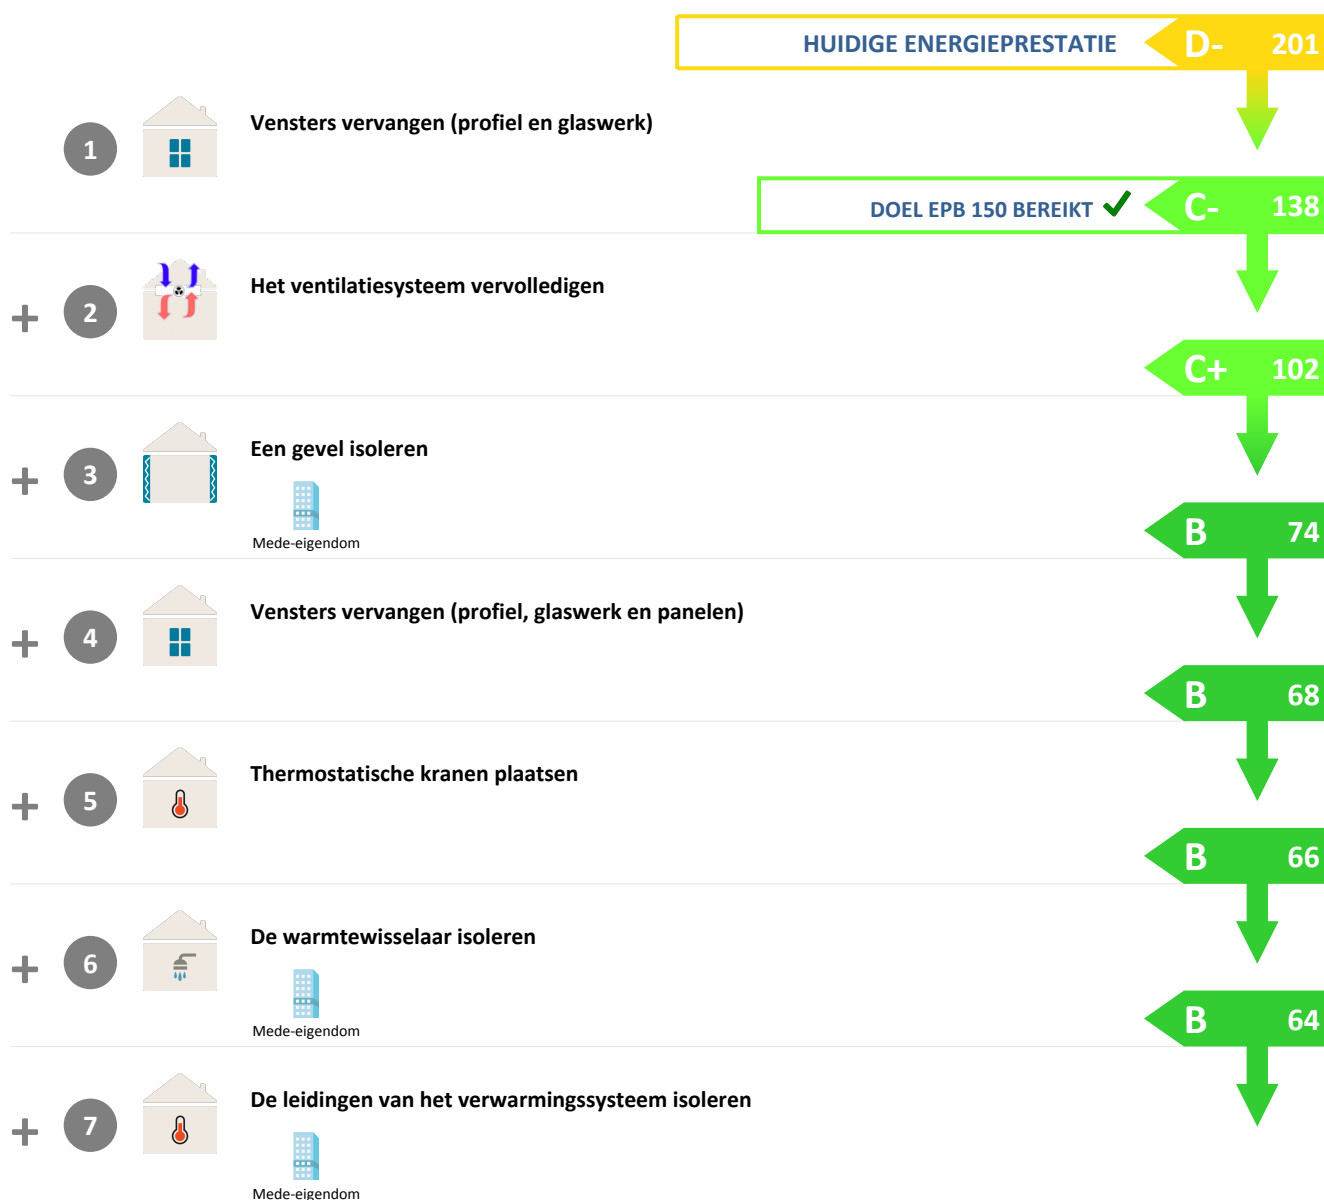 HUIDIGE ENERGIEPRESTATIE D- 201
1 Vensters vervangen (profiel en glaswerk)
DOEL EPB 150 BEREIKT C- 138
+ 2 Het ventilatiesysteem vervolledigen
C+ 102
+ 3 Een gevel isoleren
Mede-eigendom
B 74
+ 4 Vensters vervangen (profiel, glaswerk en panelen)
B 68
+ 5 Thermostatische kranen plaatsen
B 66
+ 6 De warmtewisselaar isoleren
Mede-eigendom
B 64
+ 7 De leidingen van het verwarmingssysteem isoleren
Mede-eigendom